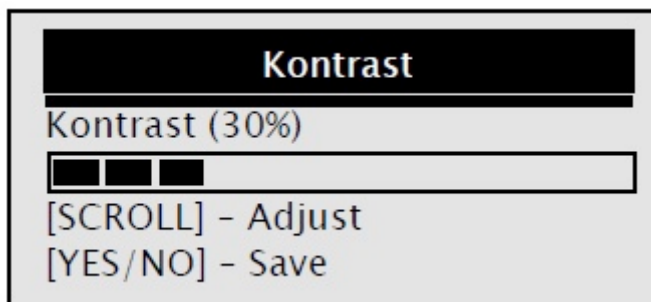 Kontrast
Kontrast (30%)
[SCROLL] – Adjust
[YES/NO] – Save